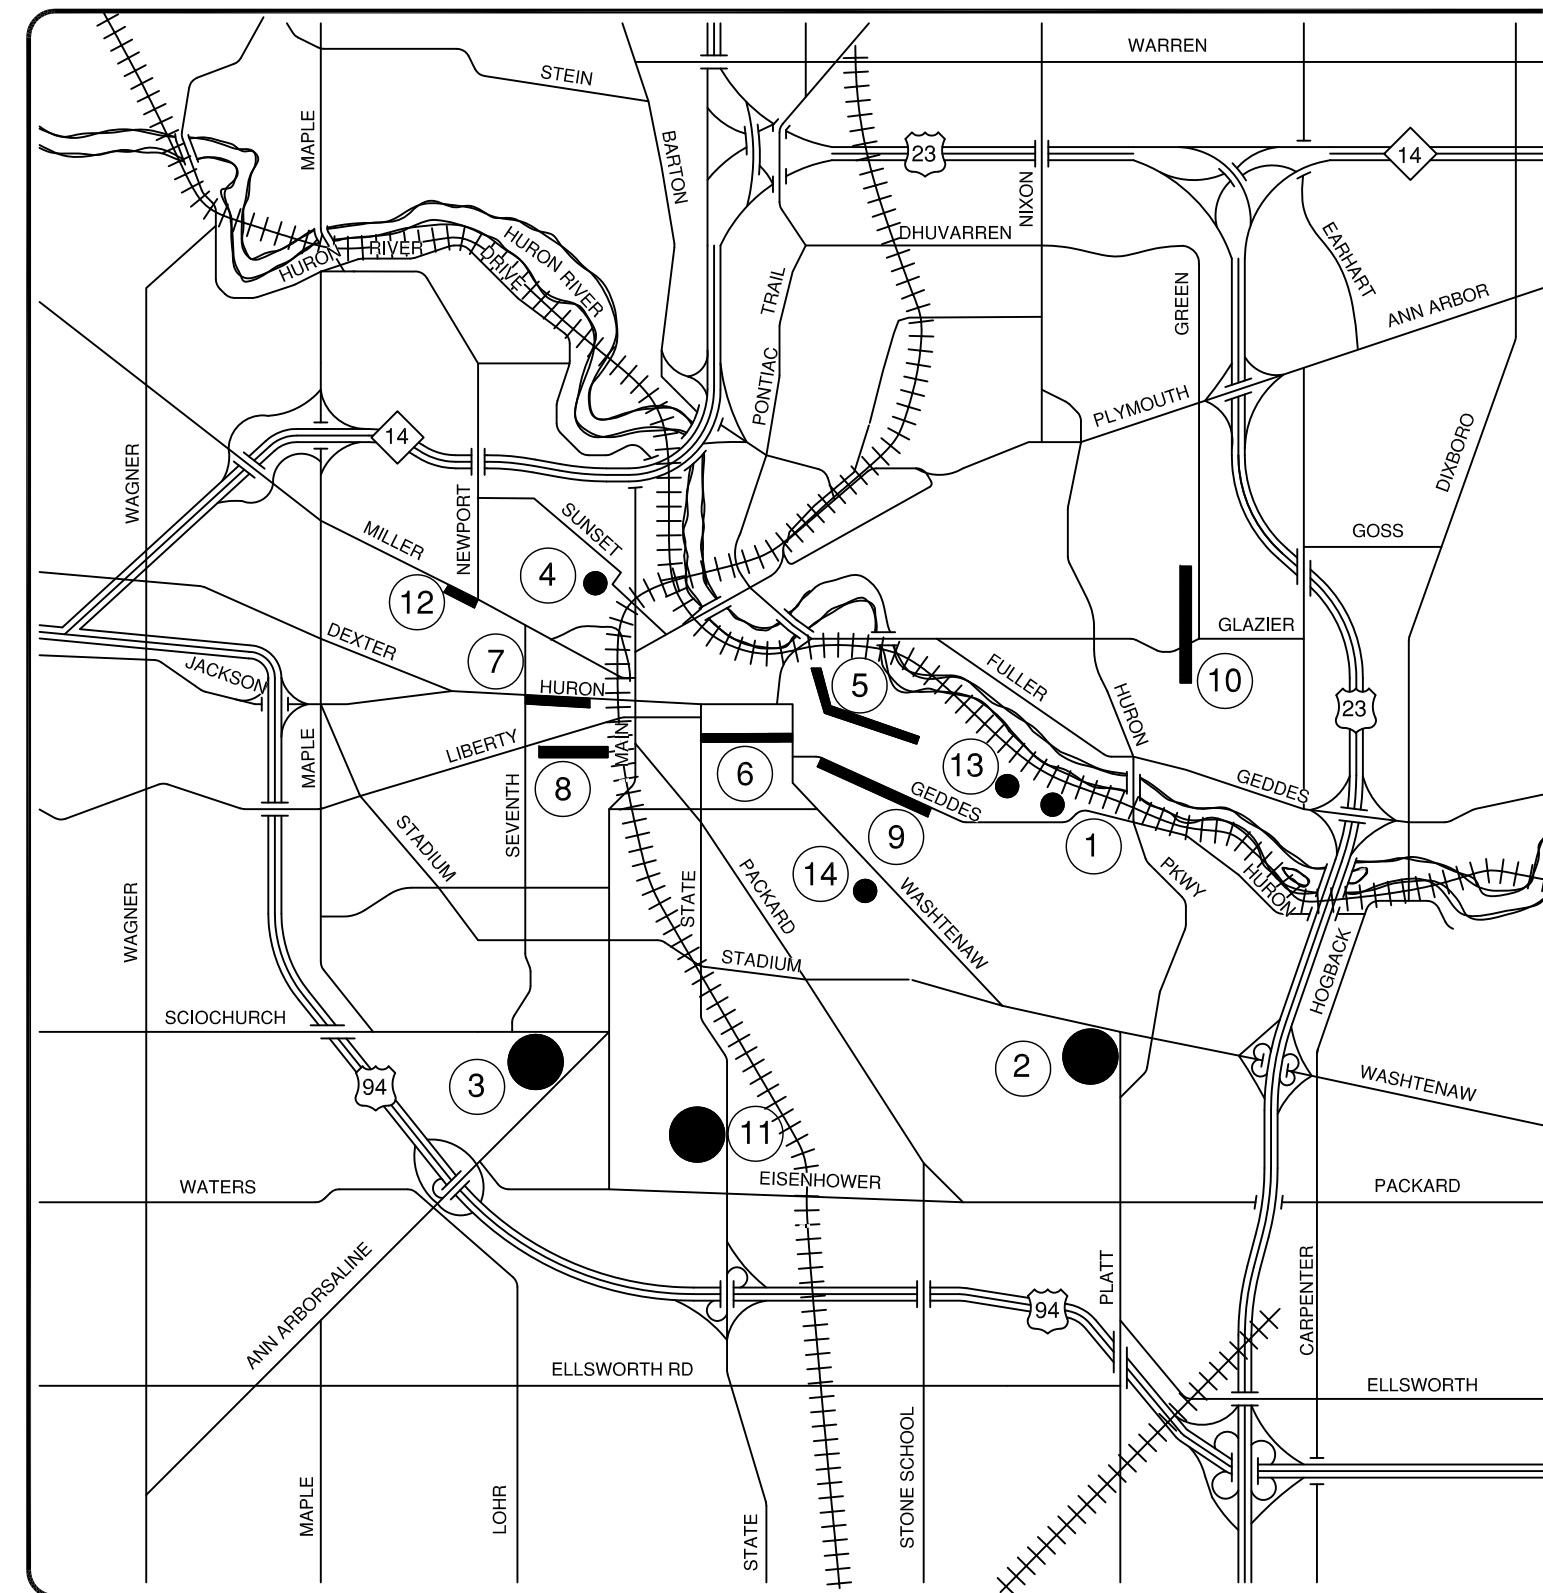 WARREN
STEIN
MAPLE
BARTON
23
14
NIXON
DHUVARREN
EARHART
HURON
RIVER
DRIVE
HURON RIVER
PONTIAC
TRAIL
GREEN
ANN ARBOR
PLYMOUTH
14
WAGNER
DIXBORO
NEWPORT
SUNSET
MILLER
GOSS
4
12
GLAZIER
DEXTER
7
JACKSON
HURON
5
FULLER
HURON
10
23
MAPLE
LIBERTY
MAIN
8
6
13
GEDDES
GEDDES
SEVENTH
STADIUM
9
1
14
PKWY
HURON
WAGNER
STATE
PACKARD
WASHTENAW
STADIUM
HOGBACK
SCIOCHURCH
3
2
94
WASHTENAW
11
WATERS
EISENHOWER
PACKARD
ANN ARBORSALINE
PLATT
CARPENTER
94
ELLSWORTH RD
ELLSWORTH
MAPLE
LOHR
STATE
STONE SCHOOL